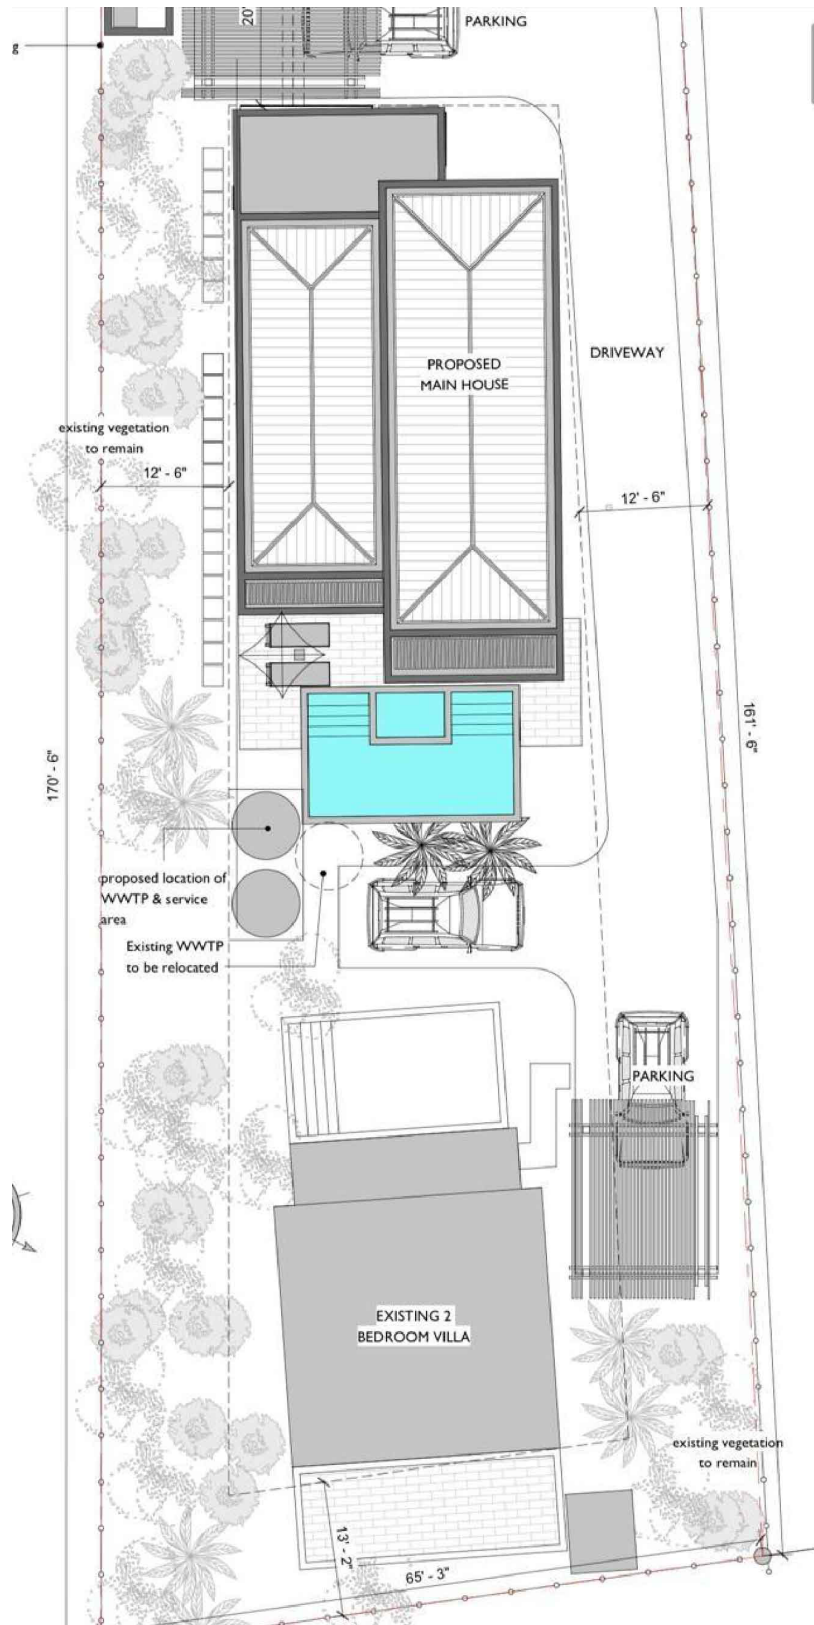 20'
PARKING
g
PROPOSED
MAIN HOUSE
DRIVEWAY
existing vegetation
to remain
12' - 6"
12' - 6"
170' - 6"
161' - 6"
proposed location of
WWTP & service
area
Existing WWTP
to be relocated
PARKING
EXISTING 2
BEDROOM VILLA
existing vegetation
to remain
13' - 2"
65' - 3"